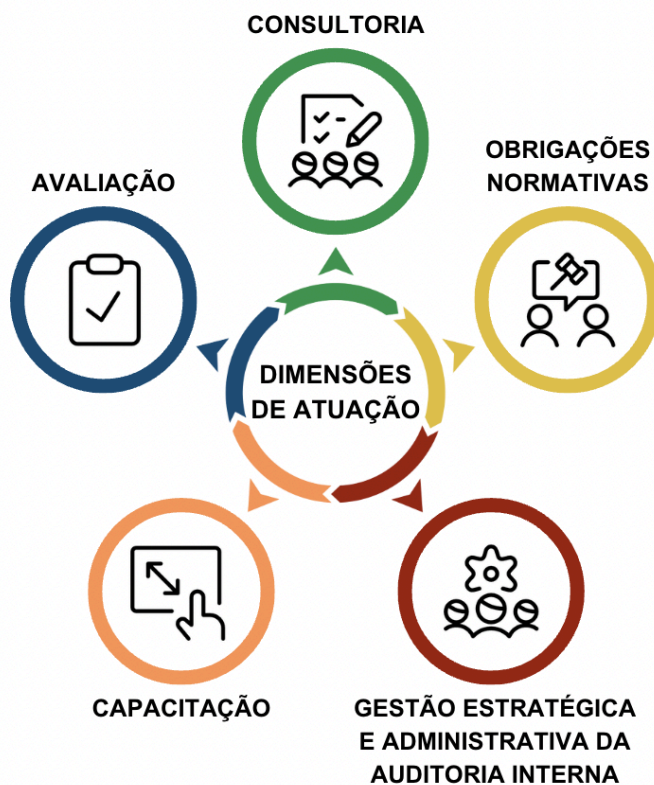 CONSULTORIA
OBRIGAÇÕES
NORMATIVAS
AVALIAÇÃO
DIMENSÕES
DE ATUAÇÃO
CAPACITAÇÃO
GESTÃO ESTRATÉGICA
E ADMINISTRATIVA DA
AUDITORIA INTERNA